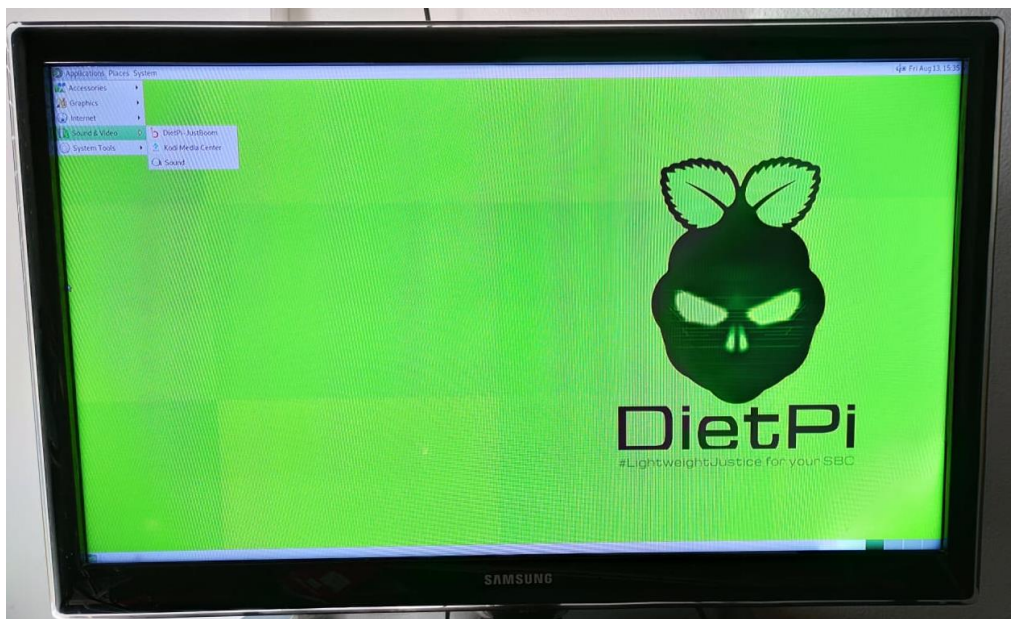 Applications Places System
Fri Aug 13, 15:35
Accessories
Graphics
Internet
Sound & Video
System Tools
DietPi-JustBoom
Kodi Media Center
Sound
DietPi
#LightweightJustice for your SBC
SAMSUNG